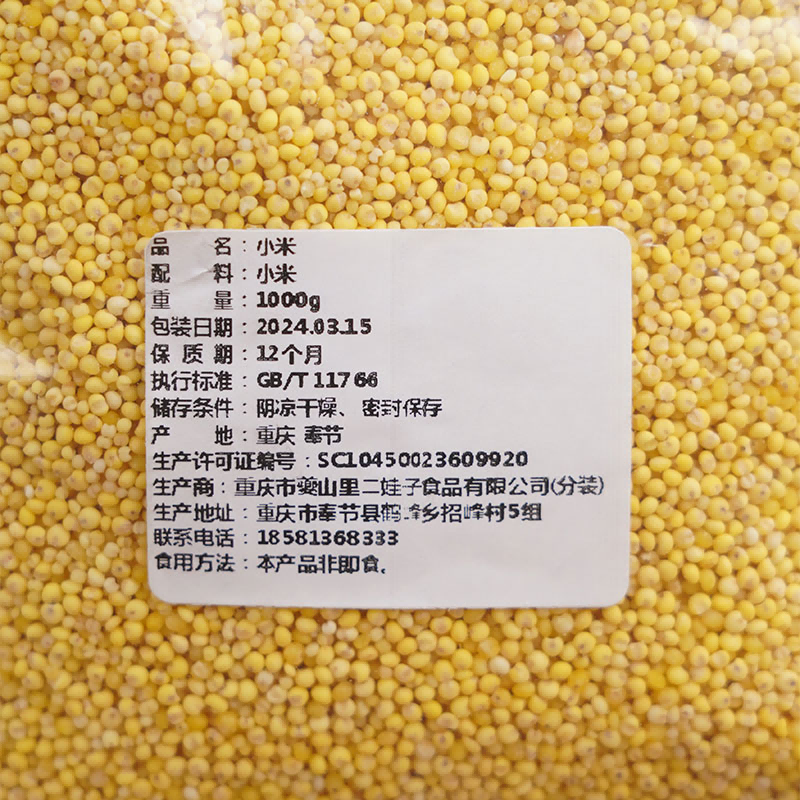 品名：小米
配料：小米
重量：1000g
包装日期：2024.03.15
保质期：12个月
执行标准：GB/T 11766
储存条件：阴凉干燥、密封保存
产地：重庆 奉节
生产许可证编号：SC10450023609920
生产商：重庆市夔山里二娃子食品有限公司(分装)
生产地址：重庆市奉节县鹤峰乡招峰村5组
联系电话：18581368333
食用方法：本产品非即食。